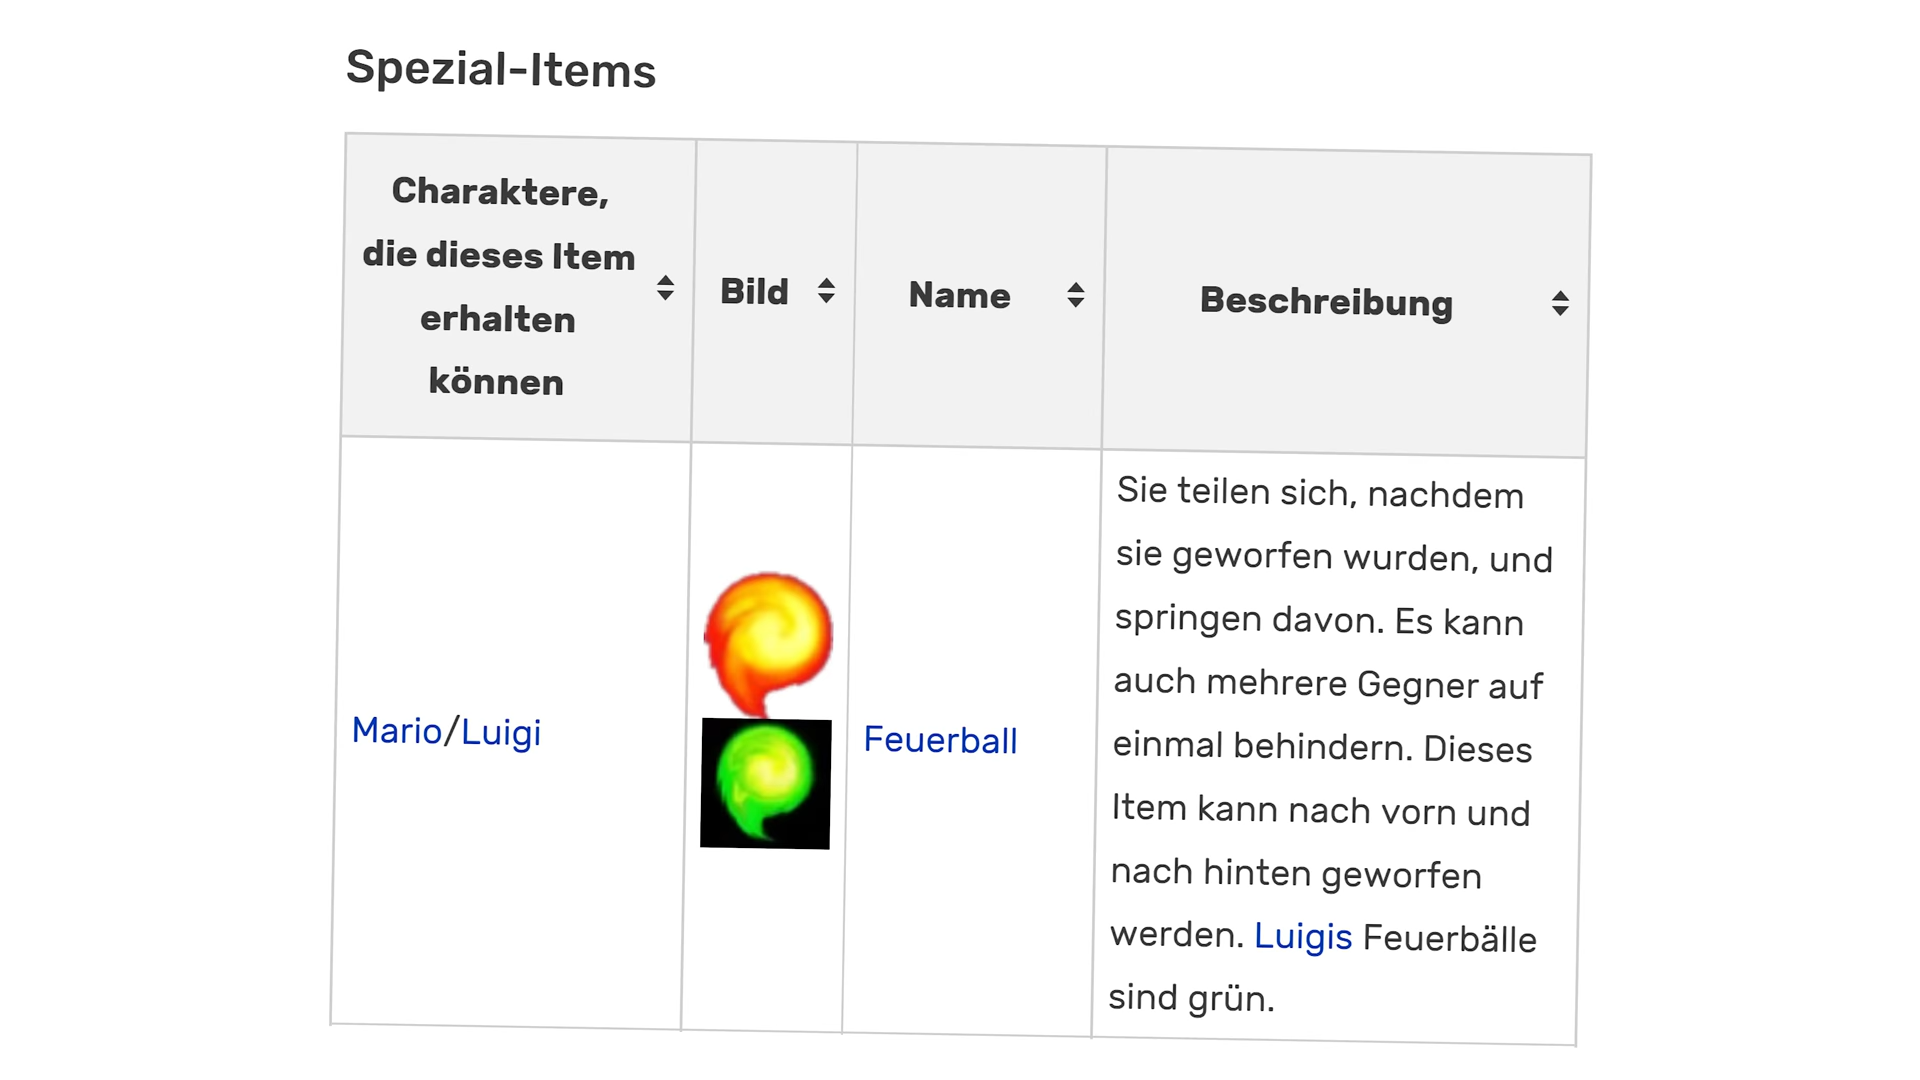 Spezial-Items
Charaktere,
die dieses Item
erhalten
können
Bild
Name
Beschreibung
Mario/Luigi
Feuerball
Sie teilen sich, nachdem
sie geworfen wurden, und
springen davon. Es kann
auch mehrere Gegner auf
einmal behindern. Dieses
Item kann nach vorn und
nach hinten geworfen
werden. Luigis Feuerbälle
sind grün.